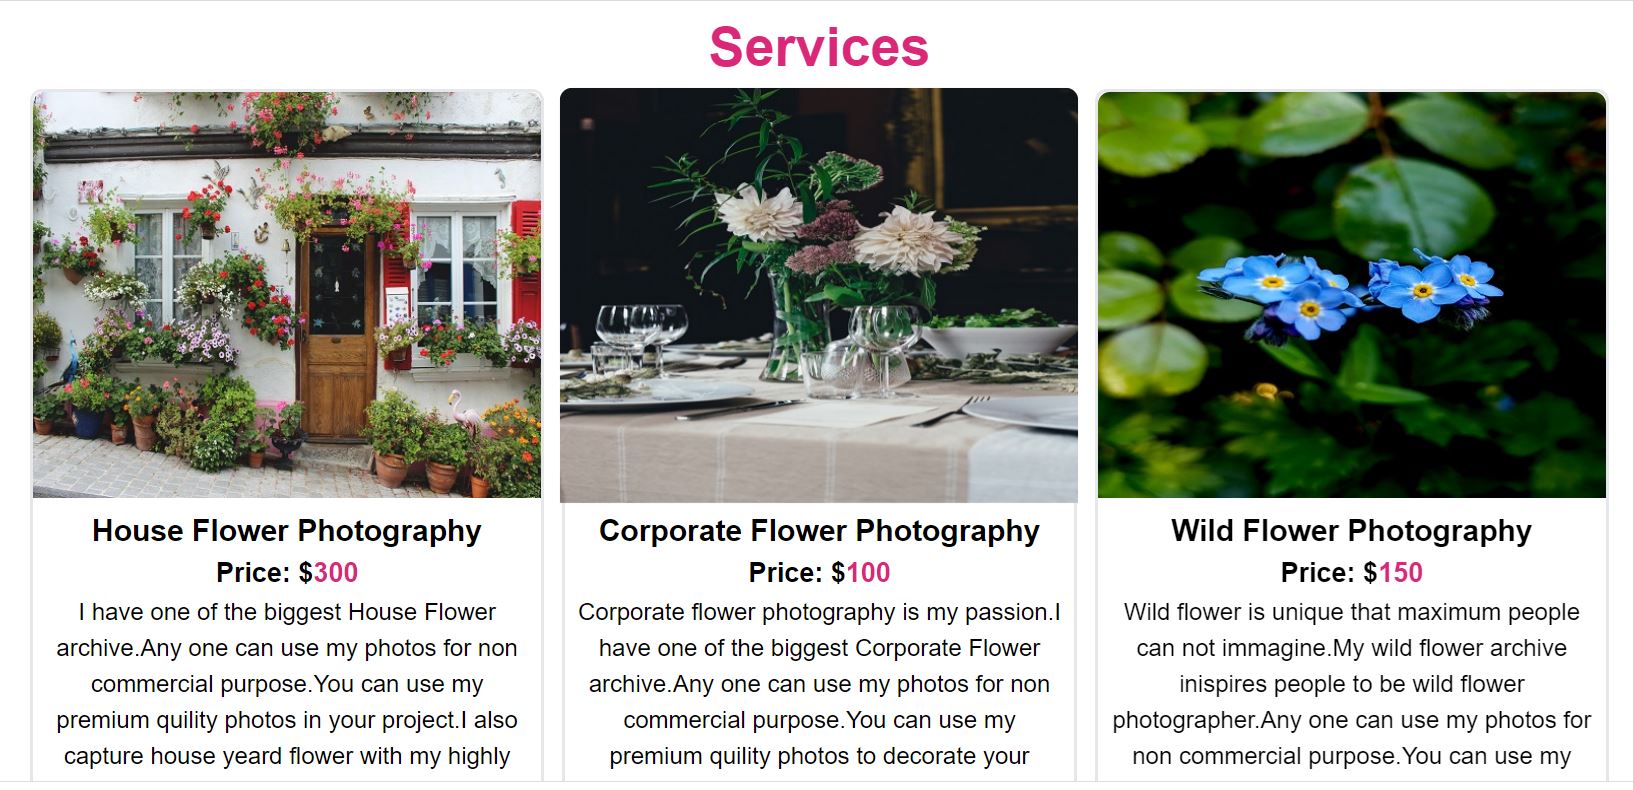 Services
House Flower Photography
Price: $300
I have one of the biggest House Flower
archive.Any one can use my photos for non
commercial purpose.You can use my
premium quility photos in your project.I also
capture house yeard flower with my highly
Corporate Flower Photography
Price: $100
Corporate flower photography is my passion.I
have one of the biggest Corporate Flower
archive.Any one can use my photos for non
commercial purpose.You can use my
premium quility photos to decorate your
Wild Flower Photography
Price: $150
Wild flower is unique that maximum people
can not immagine.My wild flower archive
inispires people to be wild flower
photographer.Any one can use my photos for
non commercial purpose.You can use my